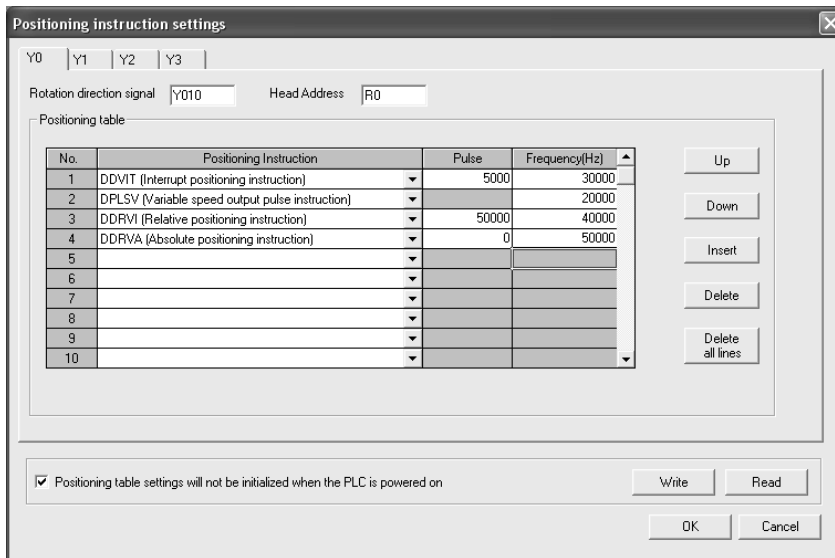 Positioning instruction settings
Y0 Y1 Y2 Y3
Rotation direction signal Y010 Head Address R0
Positioning table
No. Positioning Instruction Pulse Frequency(Hz)
1 DDVIT (Interrupt positioning instruction) 5000 30000
2 DPLSV (Variable speed output pulse instruction) 20000
3 DDRVI (Relative positioning instruction) 50000 40000
4 DDRVA (Absolute positioning instruction) 0 50000
5
6
7
8
9
10
Up
Down
Insert
Delete
Delete
all lines
Positioning table settings will not be initialized when the PLC is powered on
Write Read
OK Cancel